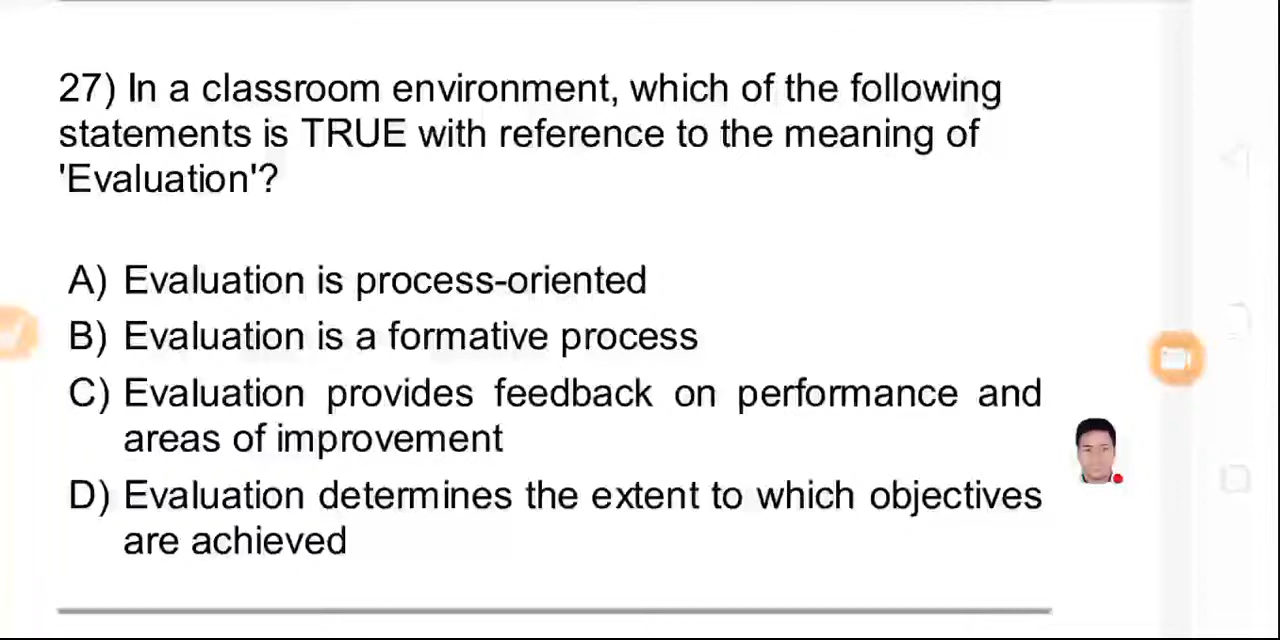 27) In a classroom environment, which of the following
statements is TRUE with reference to the meaning of
'Evaluation'?
A) Evaluation is process-oriented
B) Evaluation is a formative process
C) Evaluation provides feedback on performance and
areas of improvement
D) Evaluation determines the extent to which objectives
are achieved